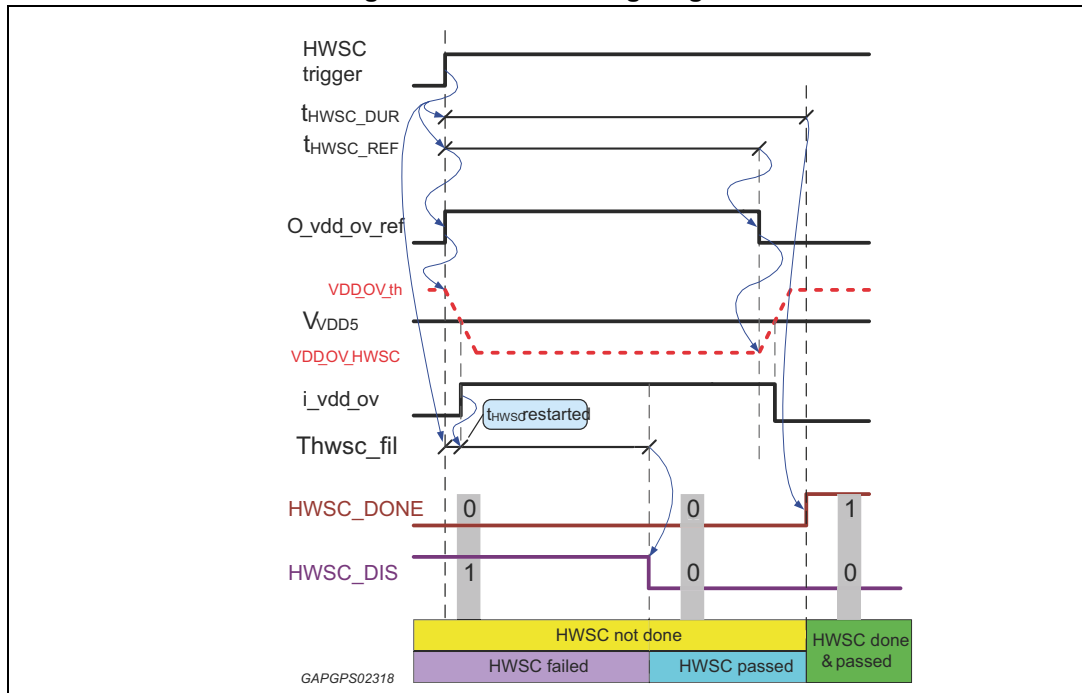 HWSC
trigger
tHWSC_DUR
tHWSC_REF
O_vdd_ov_ref
VDD_OV_th
VVDD5
VDD_OV_HWSC
i_vdd_ov
tHWSC restarted
Thwsc_fil
HWSC_DONE 0 0 1
HWSC_DIS 1 0 0
HWSC not done
HWSC done
& passed
HWSC failed HWSC passed
GAPGPS02318